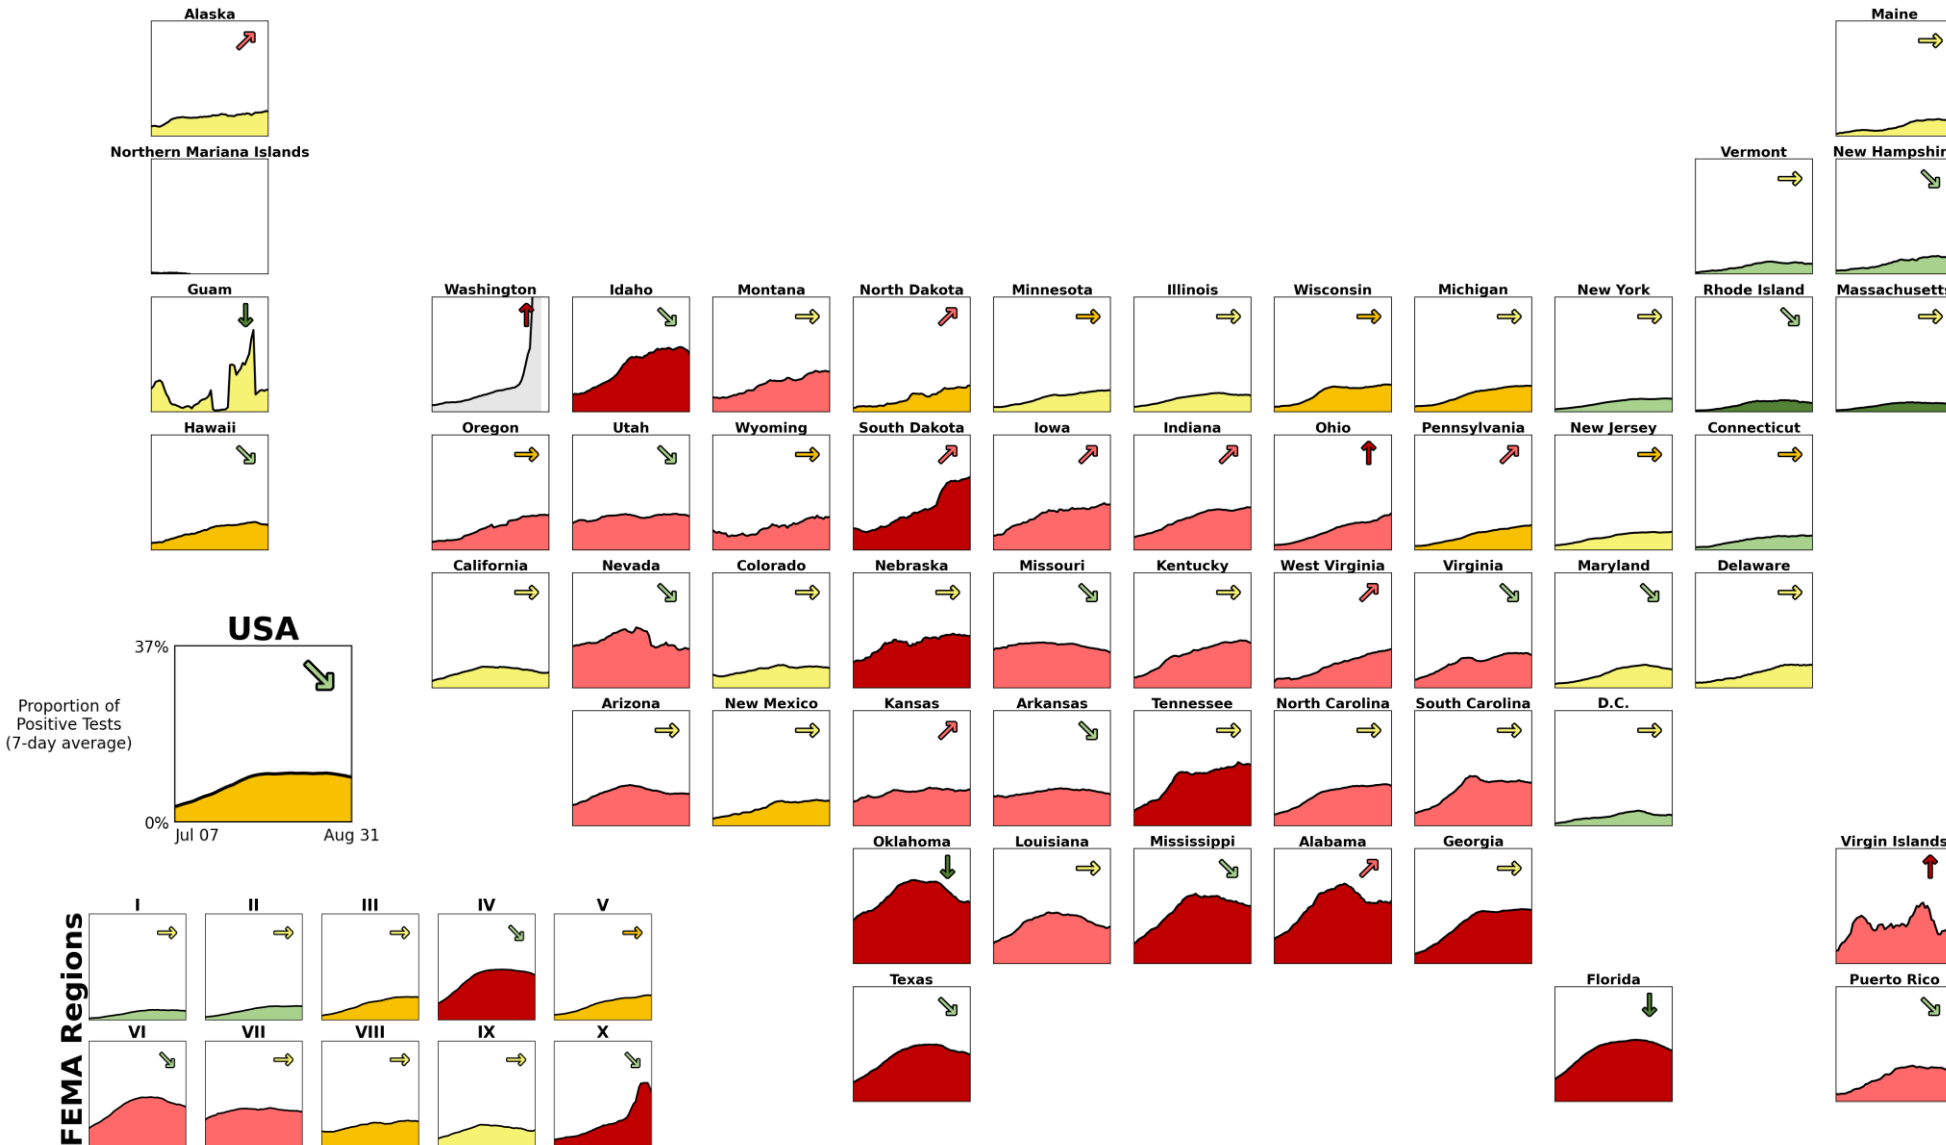 Alaska
Maine
Northern Mariana Islands
Vermont
New Hampshir
Guam
Washington
Idaho
Montana
North Dakota
Minnesota
Illinois
Wisconsin
Michigan
New York
Rhode Island
Massachusetts
Hawaii
Oregon
Utah
Wyoming
South Dakota
Iowa
Indiana
Ohio
Pennsylvania
New Jersey
Connecticut
California
Nevada
Colorado
Nebraska
Missouri
Kentucky
West Virginia
Virginia
Maryland
Delaware
USA
37%
Proportion of
Positive Tests
(7-day average)
0%
Jul 07
Aug 31
Arizona
New Mexico
Kansas
Arkansas
Tennessee
North Carolina
South Carolina
D.C.
Oklahoma
Louisiana
Mississippi
Alabama
Georgia
Virgin Islands
Texas
Florida
Puerto Rico
FEMA Regions
I
II
III
IV
V
VI
VII
VIII
IX
X